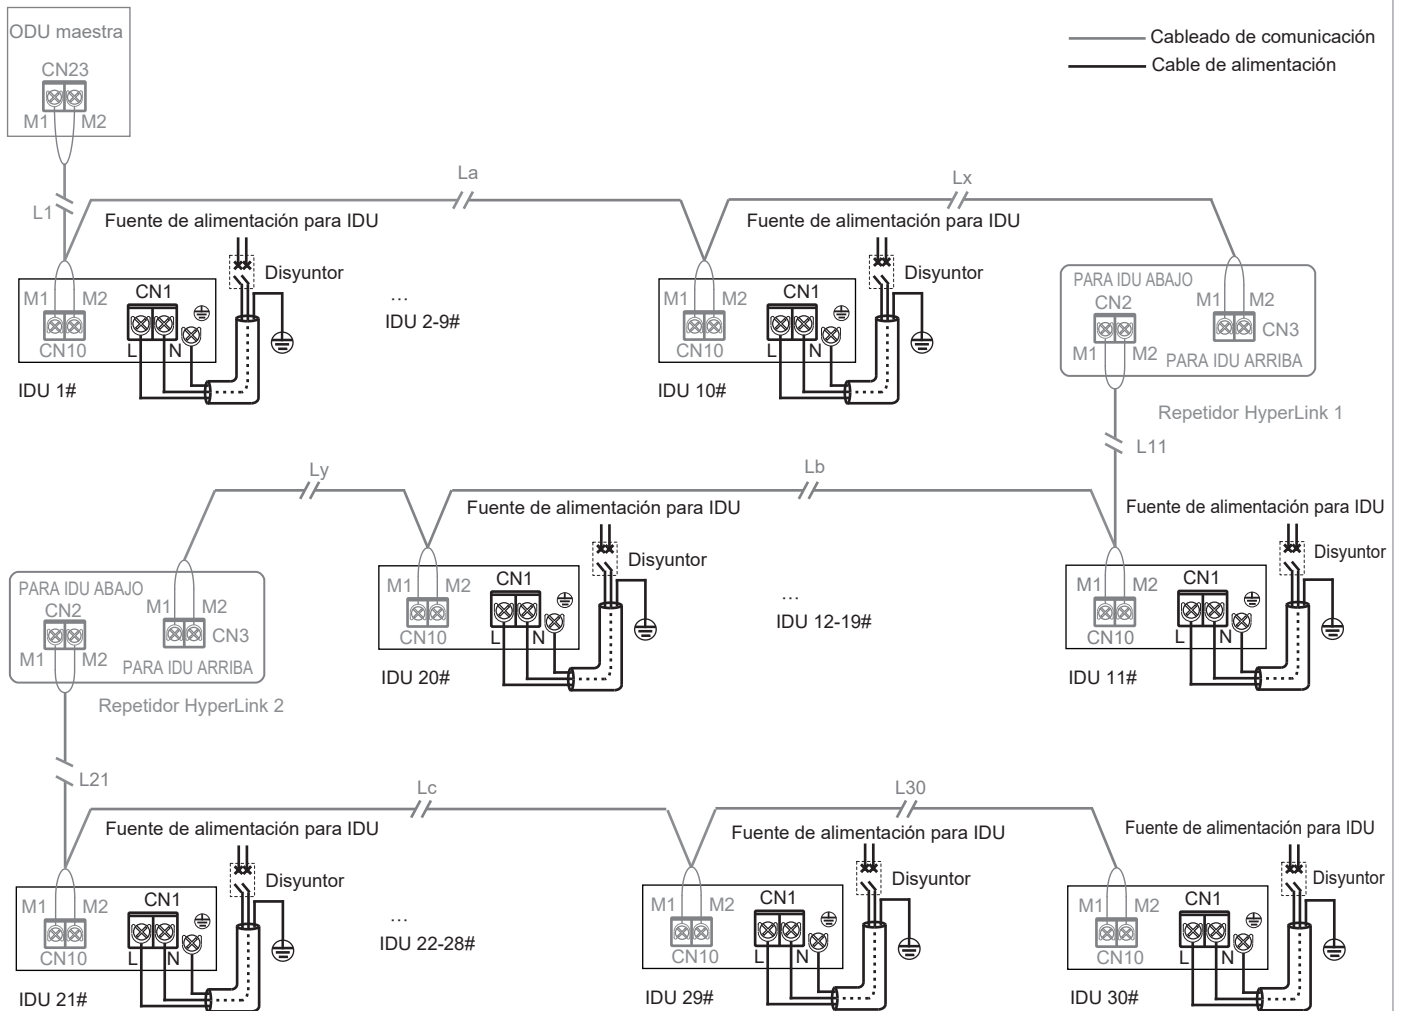 ODU maestra
CN23
M1 M2
Cableado de comunicación
Cable de alimentación
L1
La
Lx
Fuente de alimentación para IDU
Disyuntor
M1 M2
CN1
CN10
L N
IDU 1#
...
IDU 2-9#
Fuente de alimentación para IDU
Disyuntor
M1 M2
CN1
CN10
L N
IDU 10#
PARA IDU ABAJO
CN2
M1 M2
M1 M2
CN3
PARA IDU ARRIBA
Repetidor HyperLink 1
L11
Ly
Lb
PARA IDU ABAJO
CN2
M1 M2
M1 M2
CN3
PARA IDU ARRIBA
Repetidor HyperLink 2
Fuente de alimentación para IDU
Disyuntor
M1 M2
CN1
CN10
L N
IDU 20#
...
IDU 12-19#
Fuente de alimentación para IDU
Disyuntor
M1 M2
CN1
CN10
L N
IDU 11#
L21
Lc
L30
Fuente de alimentación para IDU
Disyuntor
M1 M2
CN1
CN10
L N
IDU 21#
...
IDU 22-28#
Fuente de alimentación para IDU
Disyuntor
M1 M2
CN1
CN10
L N
IDU 29#
Fuente de alimentación para IDU
Disyuntor
M1 M2
CN1
CN10
L N
IDU 30#